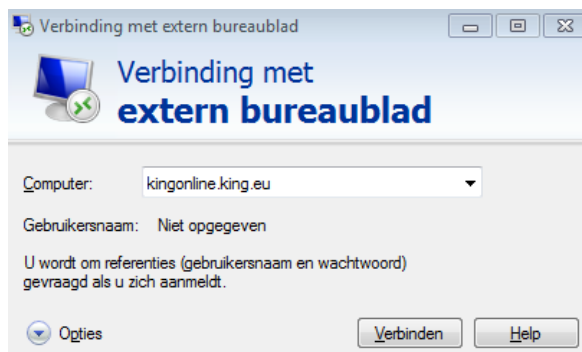 Verbinding met extern bureaublad
Verbinding met
extern bureaublad
Computer: kingonline.king.eu
Gebruikersnaam: Niet opgegeven
U wordt om referenties (gebruikersnaam en wachtwoord)
gevraagd als u zich aanmeldt.
Opties Verbinden Help